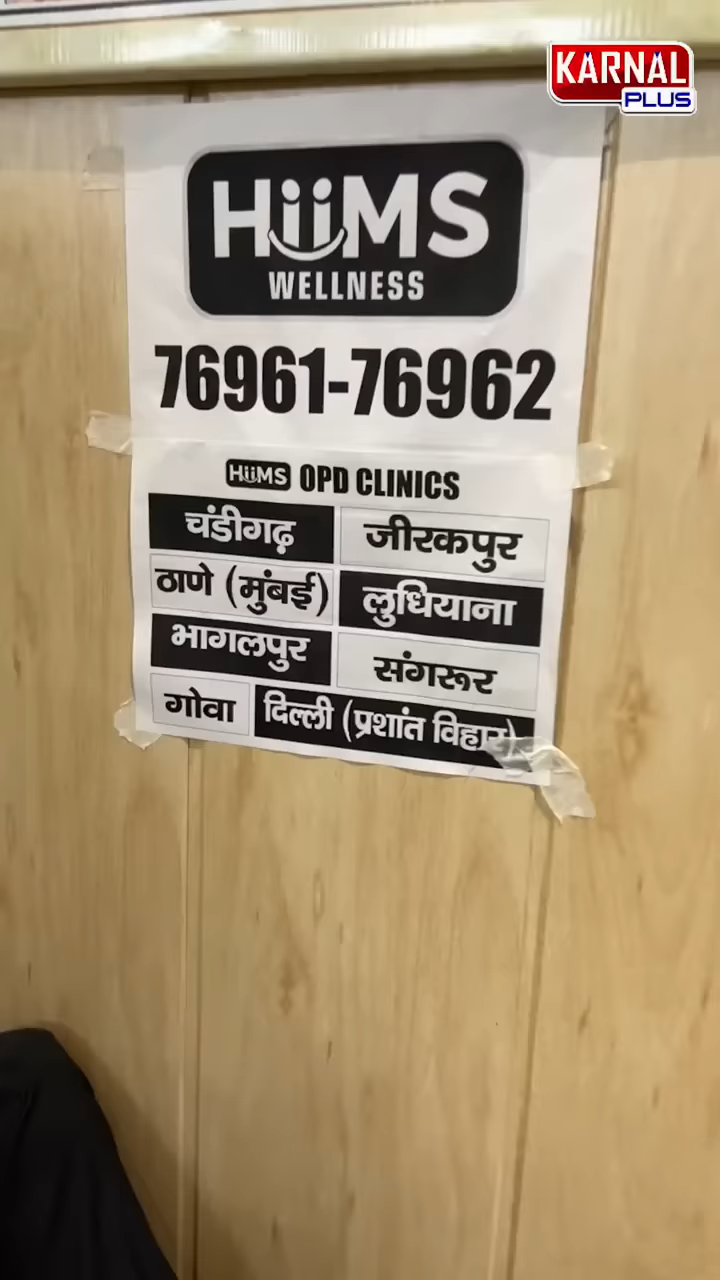 KARNAL
PLUS
HiiMS
WELLNESS
76961-76962
HiiMS OPD CLINICS
चंडीगढ़ जीरकपुर
ठाणे (मुंबई) लुधियाना
भागलपुर संगरूर
गोवा दिल्ली (प्रशांत विहार)